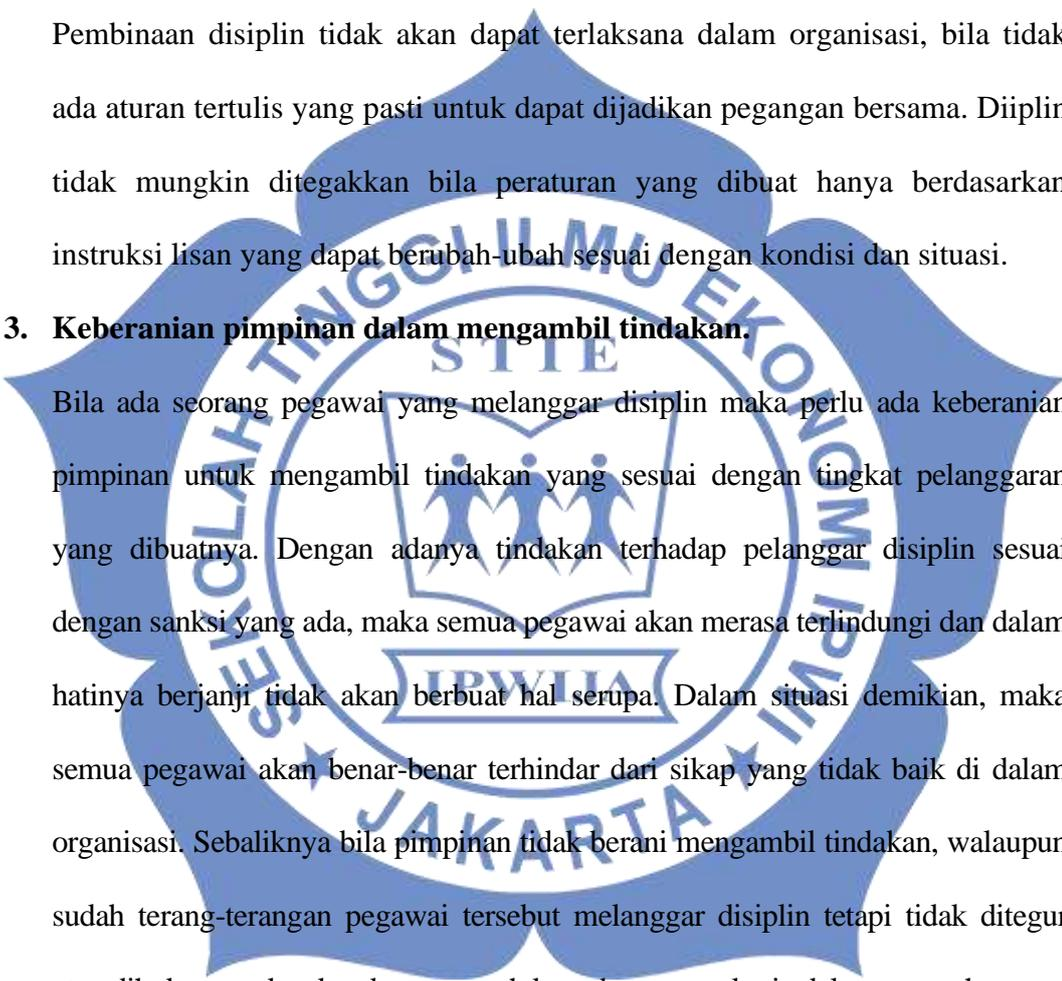 Pembinaan disiplin tidak akan dapat terlaksana dalam organisasi, bila tidak
ada aturan tertulis yang pasti untuk dapat dijadikan pegangan bersama. Diiplin
tidak mungkin ditegakkan bila peraturan yang dibuat hanya berdasarkan
instruksi lisan yang dapat berubah-ubah sesuai dengan kondisi dan situasi.
3. Keberanian pimpinan dalam mengambil tindakan.
Bila ada seorang pegawai yang melanggar disiplin maka perlu ada keberanian
pimpinan untuk mengambil tindakan yang sesuai dengan tingkat pelanggaran
yang dibuatnya. Dengan adanya tindakan terhadap pelanggar disiplin sesuai
dengan sanksi yang ada, maka semua pegawai akan merasa terlindungi dan dalam
hatinya berjanji tidak akan berbuat hal serupa. Dalam situasi demikian, maka
semua pegawai akan benar-benar terhindar dari sikap yang tidak baik di dalam
organisasi. Sebaliknya bila pimpinan tidak berani mengambil tindakan, walaupun
sudah terang-terangan pegawai tersebut melanggar disiplin tetapi tidak ditegur
SEKOLAH TINGGI ILMU EKONOMI IPWI
STIE
IPWIJA
JAKARTA